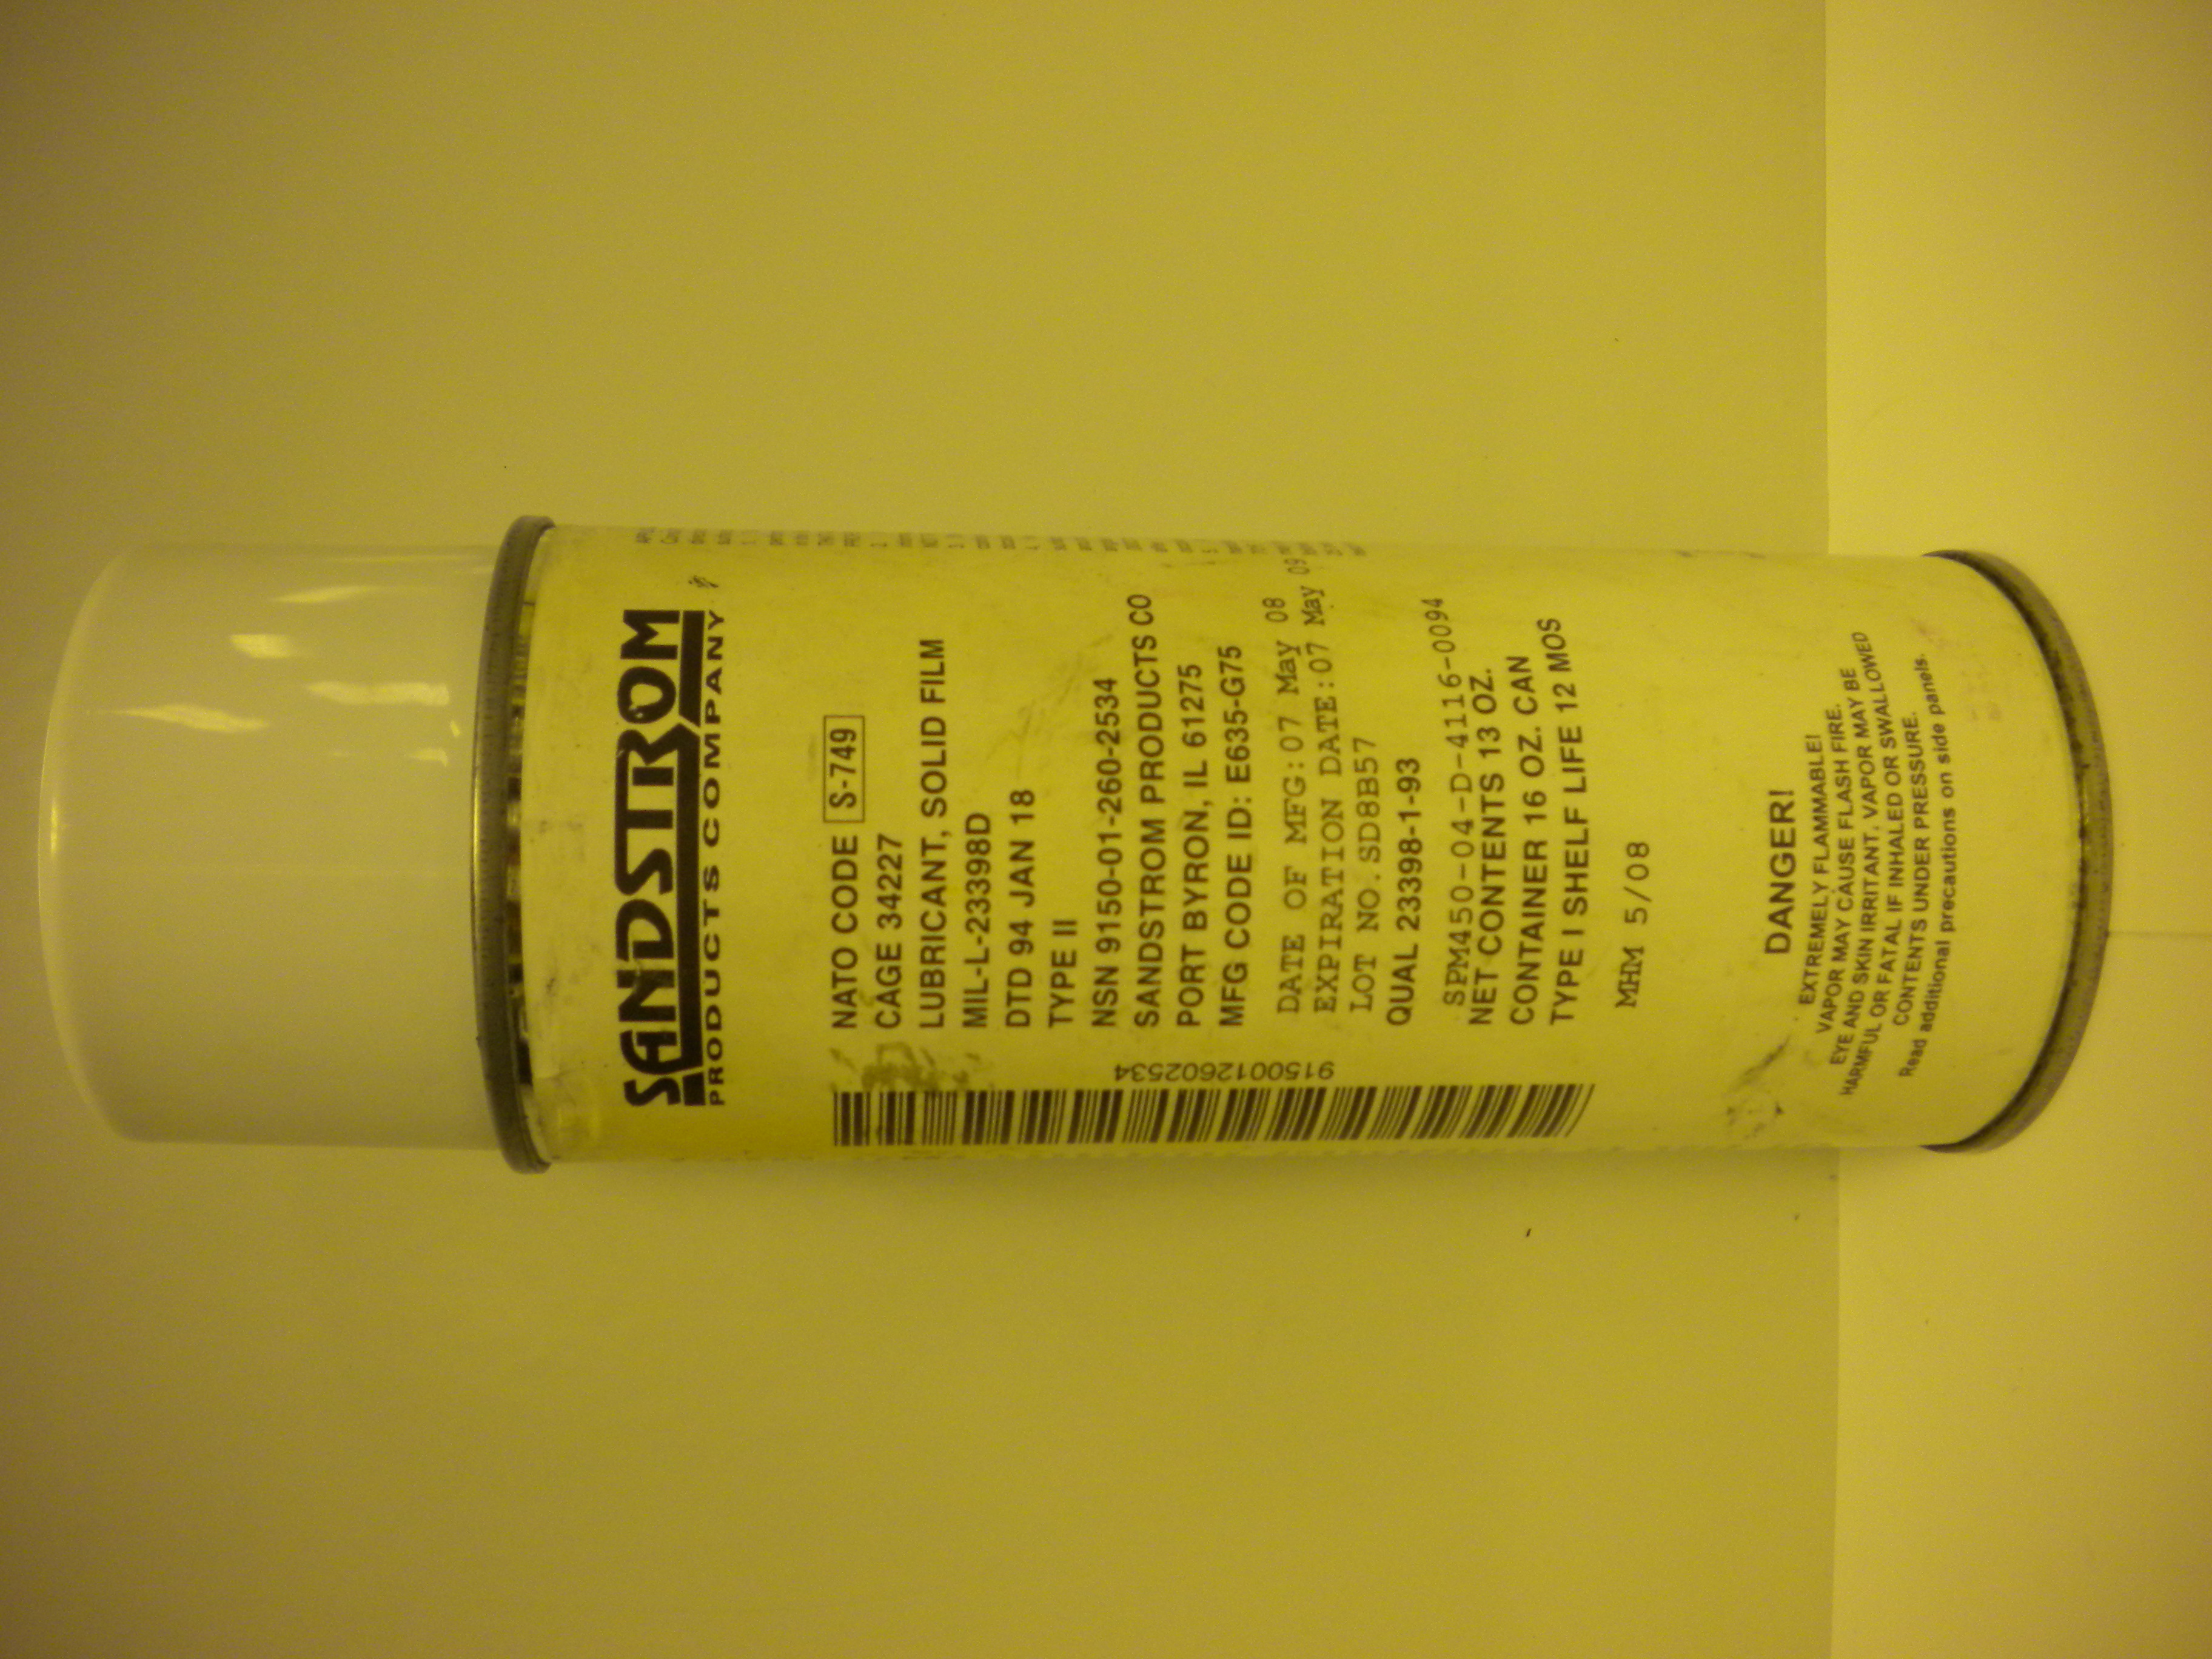 SANDSTROM
PRODUCTS COMPANY
NATO CODE S-749
CAGE 34227
LUBRICANT, SOLID FILM
MIL-L-23398D
DTD 94 JAN 18
TYPE II
NSN 9150-01-260-2534
SANDSTROM PRODUCTS CO
PORT BYRON, IL 61275
MFG CODE ID: E635-G75
DATE OF MFG:07 May 08
EXPIRATION DATE:07 May 09
LOT NO.SD8B57
QUAL 23398-1-93
SPM450-04-D-4116-0094
NET CONTENTS 13 OZ.
CONTAINER 16 OZ. CAN
TYPE I SHELF LIFE 12 MOS
MHM 5/08
9150012602534
DANGER!
EXTREMELY FLAMMABLE!
VAPOR MAY CAUSE FLASH FIRE.
EYE AND SKIN IRRITANT. VAPOR MAY BE
HARMFUL OR FATAL IF INHALED OR SWALLOWED
CONTENTS UNDER PRESSURE.
Read additional precautions on side panels.